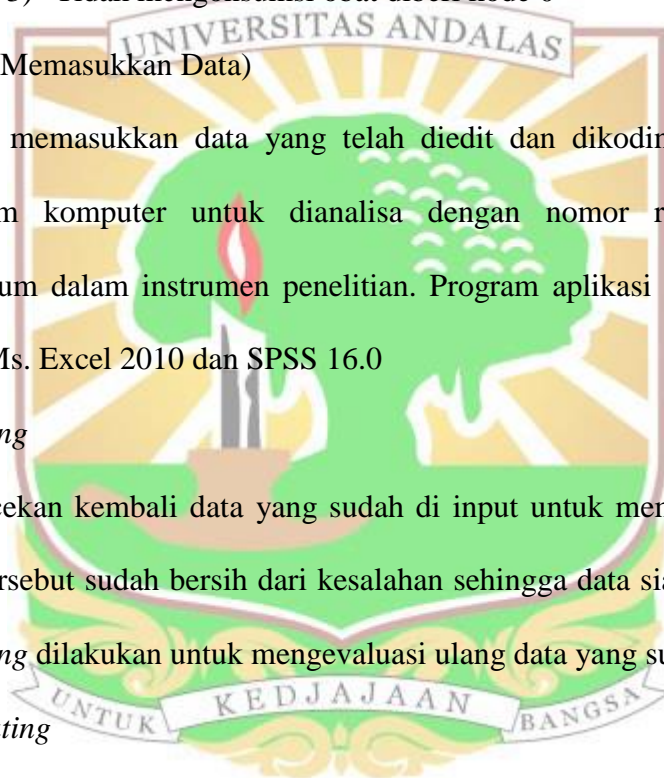 3) Tidak mengonsumsi obat diberi kode 0
UNIVERSITAS ANDALAS
Memasukkan Data)
memasukkan data yang telah diedit dan dikodin
m komputer untuk dianalisa dengan nomor r
um dalam instrumen penelitian. Program aplikasi
Ms. Excel 2010 dan SPSS 16.0
ng
ekan kembali data yang sudah di input untuk mem
rsebut sudah bersih dari kesalahan sehingga data sia
ng dilakukan untuk mengevaluasi ulang data yang su
UNTUK KEDJAJAAN BANGSA
ting